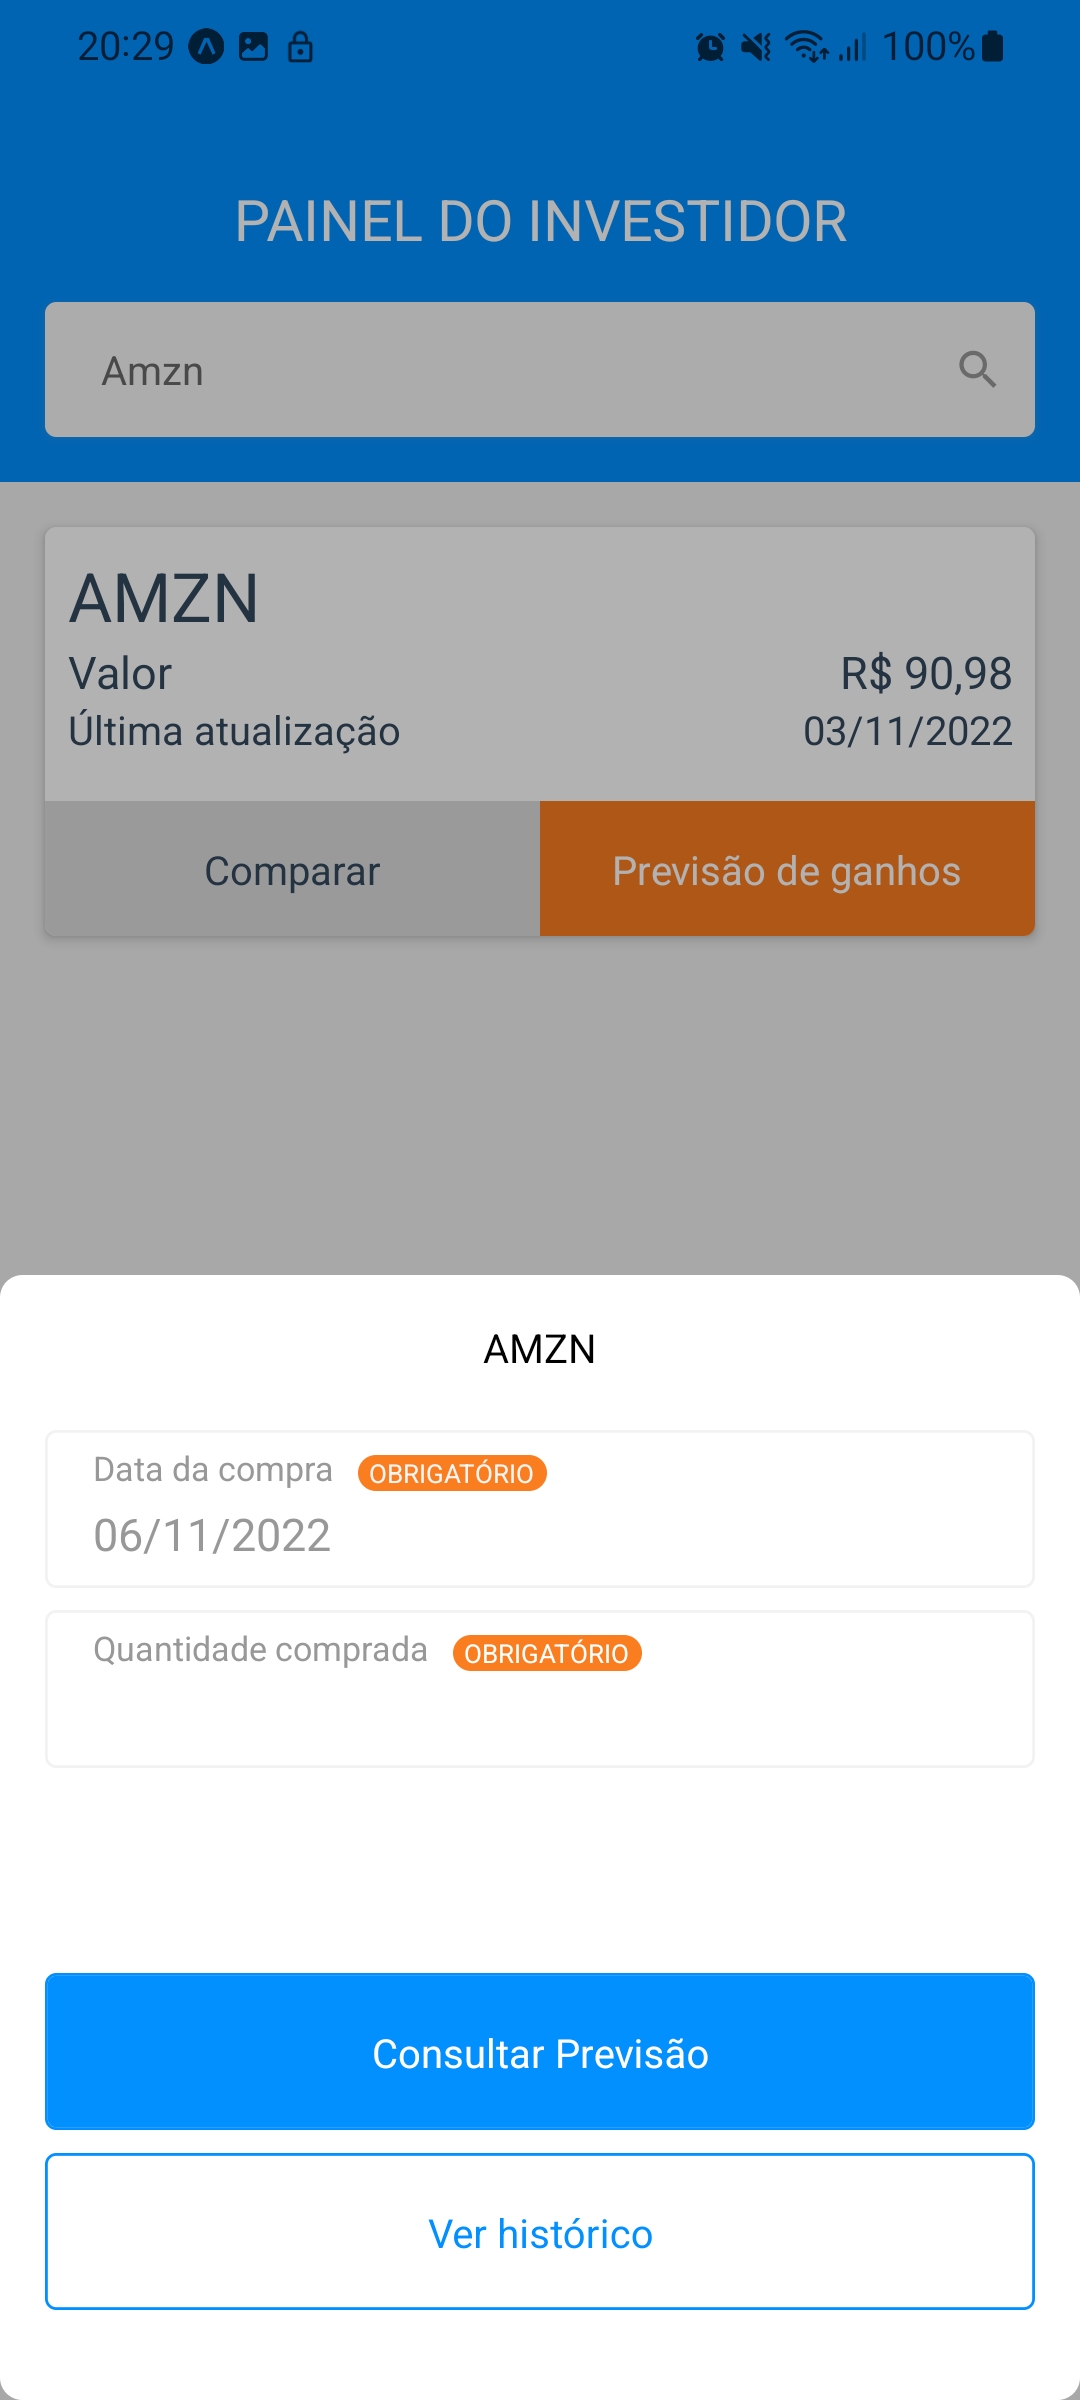 20:29 100%
PAINEL DO INVESTIDOR
Amzn
AMZN
Valor R$ 90,98
Última atualização 03/11/2022
Comparar Previsão de ganhos
AMZN
Data da compra OBRIGATÓRIO
06/11/2022
Quantidade comprada OBRIGATÓRIO
Consultar Previsão
Ver histórico